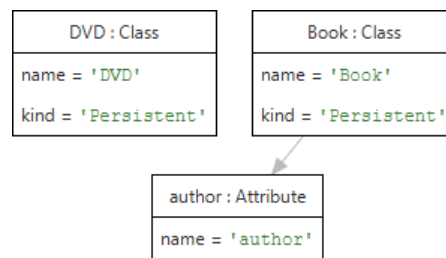 DVD : Class
name = 'DVD'
kind = 'Persistent'
Book : Class
name = 'Book'
kind = 'Persistent'
author : Attribute
name = 'author'